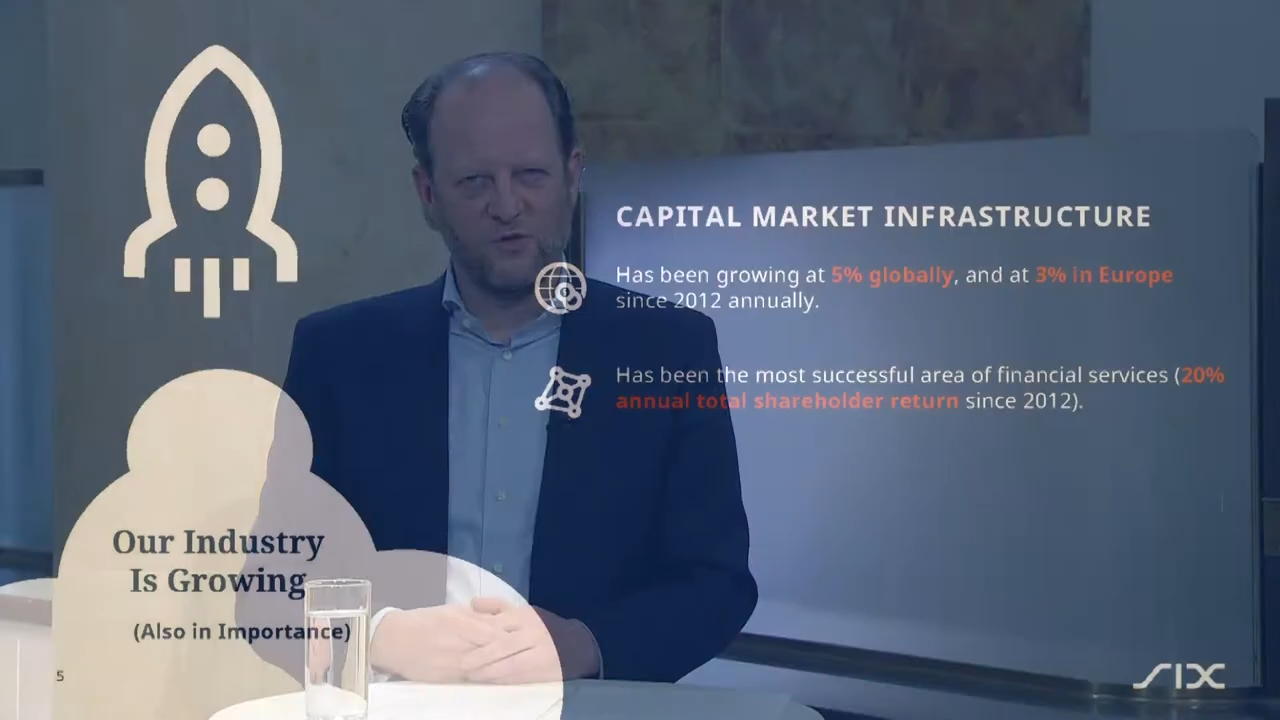 CAPITAL MARKET INFRASTRUCTURE
Has been growing at 5% globally, and at 3% in Europe
since 2012 annually.
Has been the most successful area of financial services (20%
annual total shareholder return since 2012).
Our Industry
Is Growing
(Also in Importance)
5
SIX